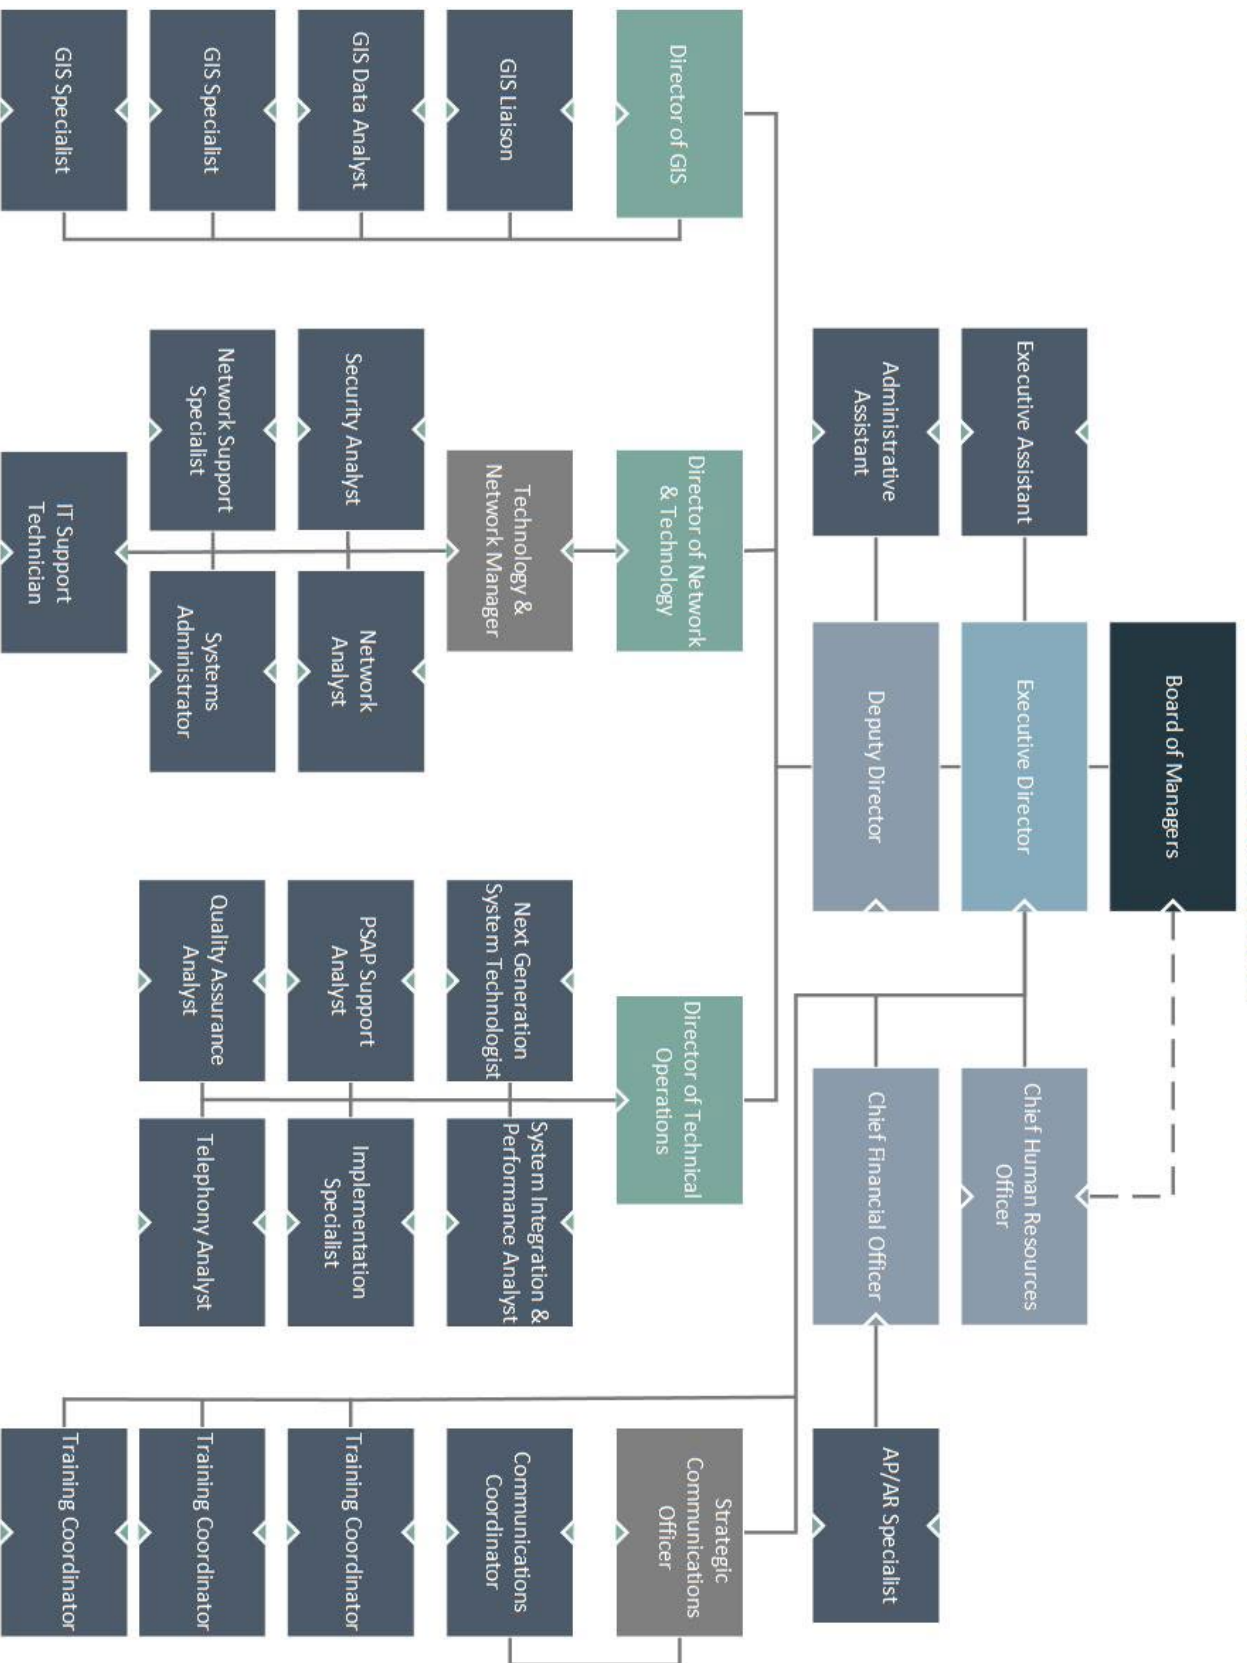 Board of Managers
Executive Assistant
Executive Director
Chief Human Resources
Officer
Administrative
Assistant
Deputy Director
Chief Financial Officer
AP/AR Specialist
Director of GIS
Director of Network
& Technology
Director of Technical
Operations
Strategic
Communications
Officer
GIS Liaison
Technology &
Network Manager
Next Generation
System Technologist
System Integration &
Performance Analyst
Communications
Coordinator
GIS Data Analyst
Security Analyst
Network
Analyst
PSAP Support
Analyst
Implementation
Specialist
Training Coordinator
GIS Specialist
Network Support
Specialist
Systems
Administrator
Quality Assurance
Analyst
Telephony Analyst
Training Coordinator
GIS Specialist
IT Support
Technician
Training Coordinator